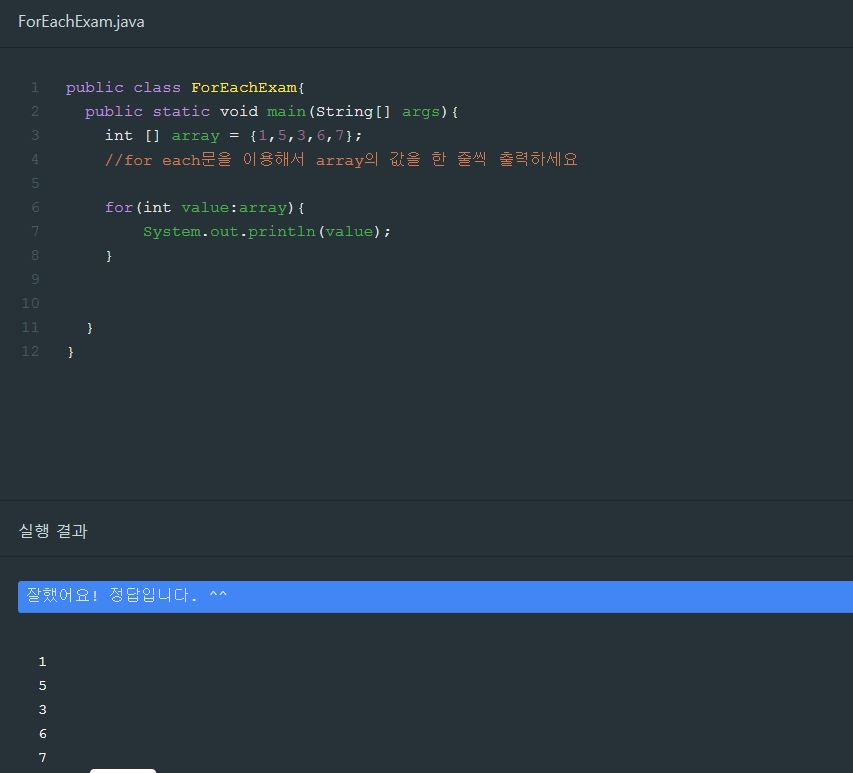 ForEachExam.java
1 public class ForEachExam{
2 public static void main(String[] args){
3 int [] array = {1,5,3,6,7};
4 //for each문을 이용해서 array의 값을 한 줄씩 출력하세요
5
6 for(int value:array){
7 System.out.println(value);
8 }
9
10
11 }
12 }
실행 결과
잘했어요! 정답입니다. ^^
1
5
3
6
7